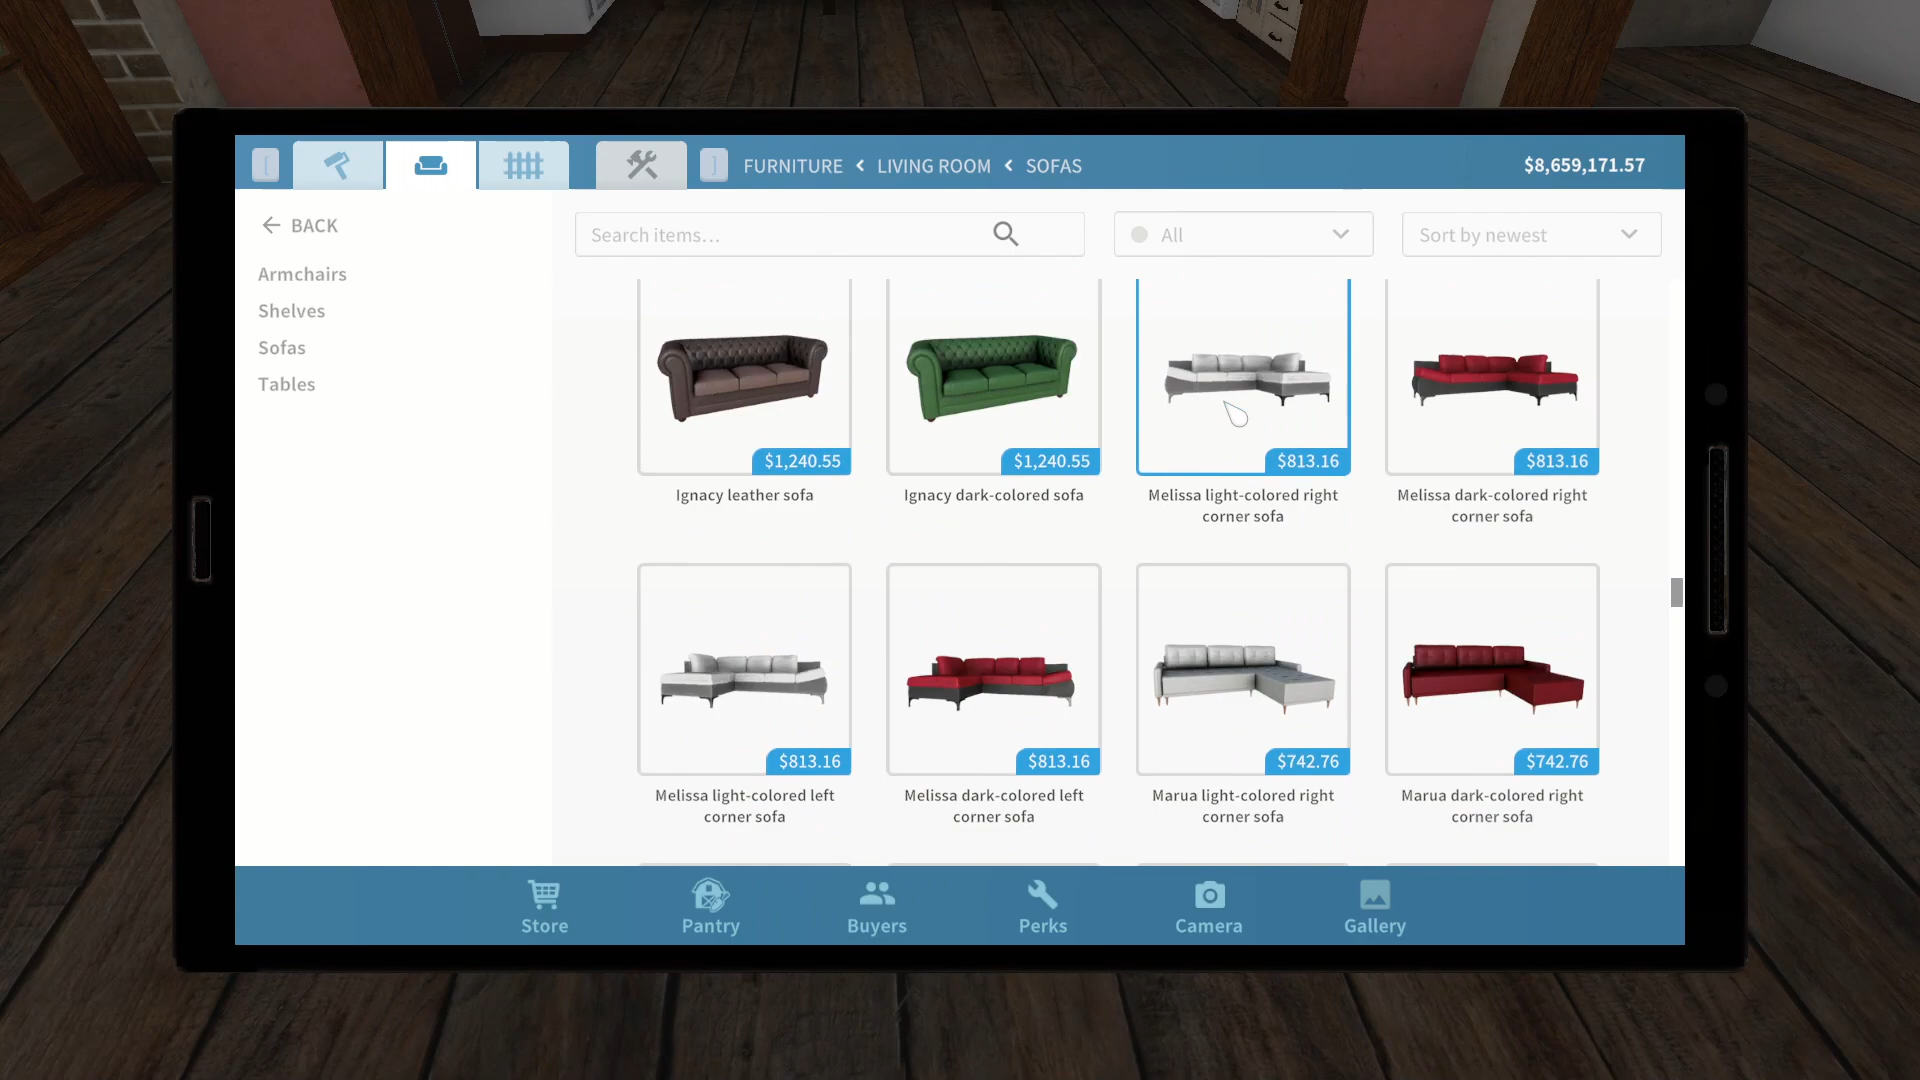 [
]
FURNITURE < LIVING ROOM < SOFAS
$8,659,171.57
BACK
Armchairs
Shelves
Sofas
Tables
Search items...
All
Sort by newest
$1,240.55
Ignacy leather sofa
$1,240.55
Ignacy dark-colored sofa
$813.16
Melissa light-colored right
corner sofa
$813.16
Melissa dark-colored right
corner sofa
$813.16
Melissa light-colored left
corner sofa
$813.16
Melissa dark-colored left
corner sofa
$742.76
Marua light-colored right
corner sofa
$742.76
Marua dark-colored right
corner sofa
Store
Pantry
Buyers
Perks
Camera
Gallery